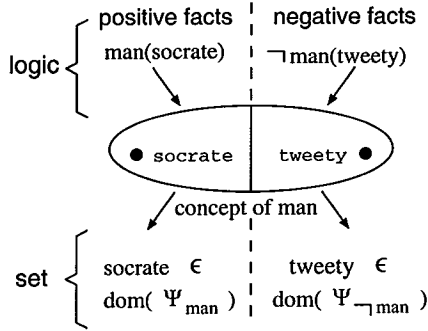 positive facts
negative facts
logic
man(socrate)
¬man(tweety)
socrate
tweety
concept of man
set
socrate ϵ
dom( Ψman )
tweety ϵ
dom( Ψ¬man )